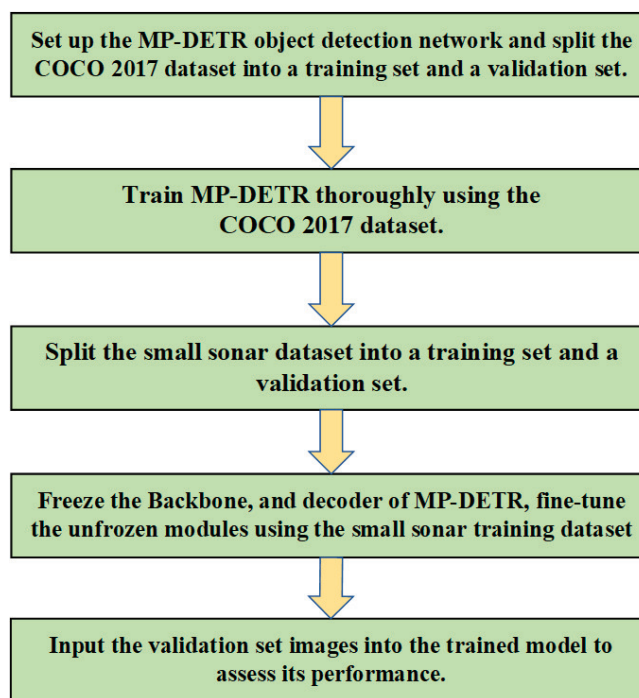 Set up the MP-DETR object detection network and split the
COCO 2017 dataset into a training set and a validation set.
Train MP-DETR thoroughly using the
COCO 2017 dataset.
Split the small sonar dataset into a training set and a
validation set.
Freeze the Backbone, and decoder of MP-DETR, fine-tune
the unfrozen modules using the small sonar training dataset
Input the validation set images into the trained model to
assess its performance.